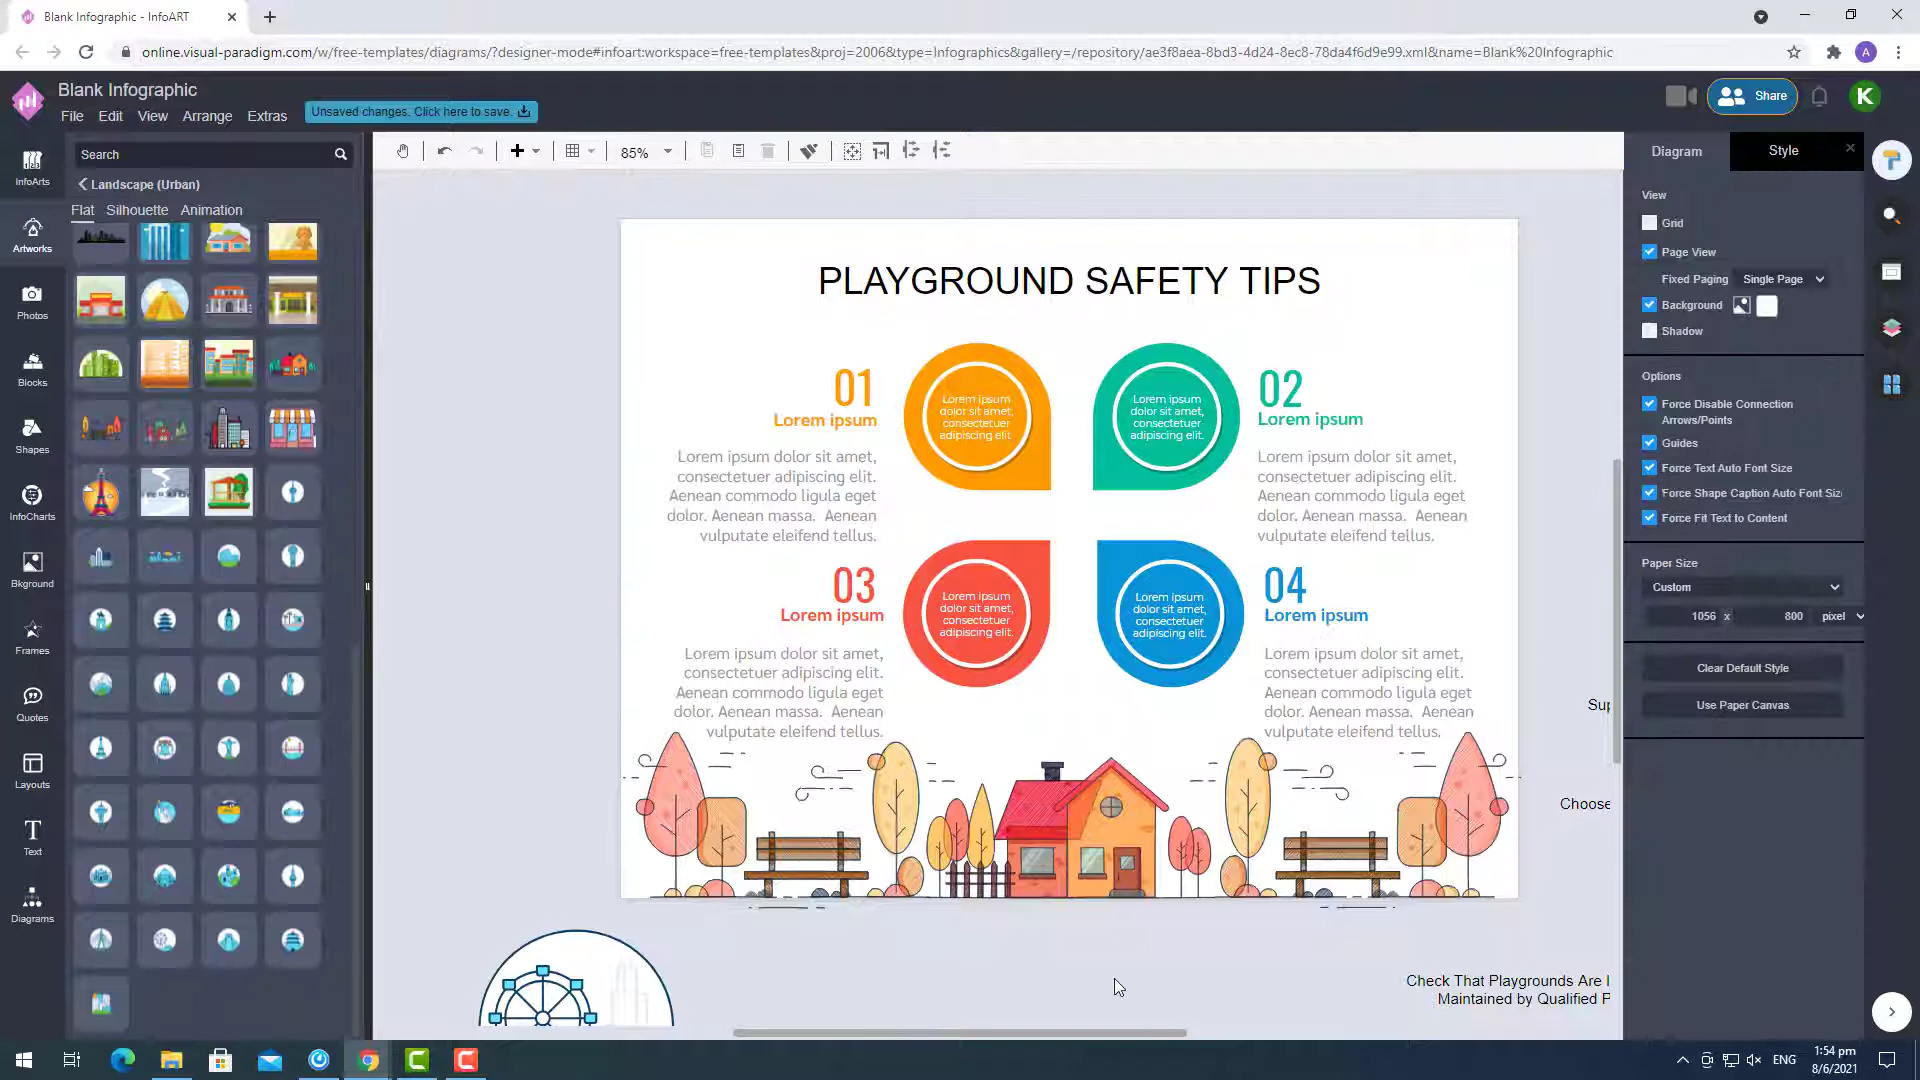 Blank Infographic - InfoART
online.visual-paradigm.com/w/free-templates/diagrams/?designer-mode#infoart:workspace=free-templates&proj=2006&type=Infographics&gallery=/repository/ae3f8aea-8bd3-4d24-8ec8-78da4f6d9e99.xml&name=Blank%20Infographic
A
Blank Infographic
File Edit View Arrange Extras
Unsaved changes. Click here to save.
Share
K
InfoArts
Artworks
Photos
Blocks
Shapes
InfoCharts
Bkground
Frames
Quotes
Layouts
Text
Diagrams
Search
Landscape (Urban)
Flat Silhouette Animation
85%
PLAYGROUND SAFETY TIPS
01
Lorem ipsum
Lorem ipsum dolor sit amet,
consectetuer adipiscing elit.
Aenean commodo ligula eget
dolor. Aenean massa. Aenean
vulputate eleifend tellus.
Lorem ipsum
dolor sit amet,
consectetuer
adipiscing elit
Lorem ipsum
dolor sit amet,
consectetuer
adipiscing elit.
02
Lorem ipsum
Lorem ipsum dolor sit amet,
consectetuer adipiscing elit.
Aenean commodo ligula eget
dolor. Aenean massa. Aenean
vulputate eleifend tellus.
03
Lorem ipsum
Lorem ipsum dolor sit amet,
consectetuer adipiscing elit.
Aenean commodo ligula eget
dolor. Aenean massa. Aenean
vulputate eleifend tellus.
Lorem ipsum
dolor sit amet,
consectetuer
adipiscing elit.
Lorem ipsum
dolor sit amet,
consectetuer
adipiscing elit.
04
Lorem ipsum
Lorem ipsum dolor sit amet,
consectetuer adipiscing elit.
Aenean commodo ligula eget
dolor. Aenean massa. Aenean
vulputate eleifend tellus.
Sup
Choose
Check That Playgrounds Are I
Maintained by Qualified P
Diagram
Style
View
Grid
Page View
Fixed Paging Single Page
Background
Shadow
Options
Force Disable Connection
Arrows/Points
Guides
Force Text Auto Font Size
Force Shape Caption Auto Font Siz
Force Fit Text to Content
Paper Size
Custom
1056 x 800 pixel
Clear Default Style
Use Paper Canvas
ENG
1:54 pm
8/6/2021